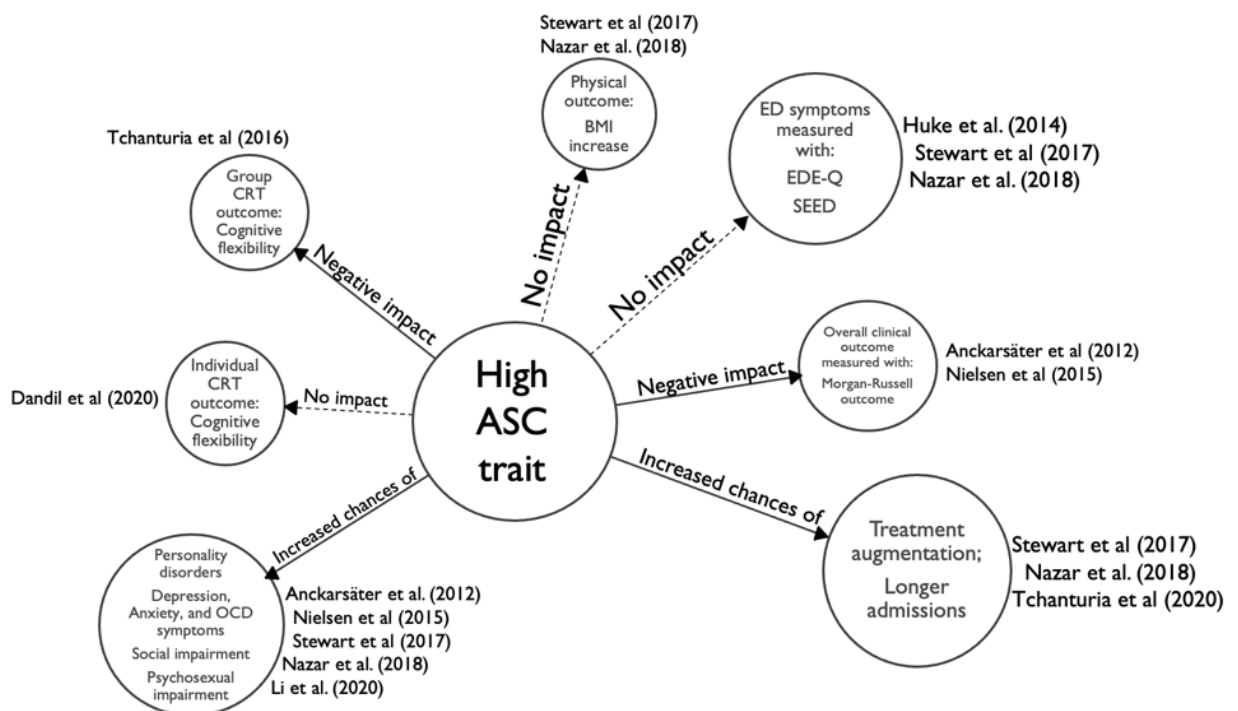 Stewart et al (2017)
Nazar et al. (2018)
Physical
outcome:
BMI
increase
ED symptoms
measured
with:
EDE-Q
SEED
Huke et al. (2014)
Stewart et al (2017)
Nazar et al. (2018)
Tchanturia et al (2016)
Group
CRT
outcome:
Cognitive
flexibility
Negative impact
No impact
No impact
Individual
CRT
outcome:
Cognitive
flexibility
Dandil et al (2020)
No impact
High
ASC
trait
Negative impact
Overall clinical
outcome
measured with:
Morgan-Russell
outcome
Anckarsäter et al (2012)
Nielsen et al (2015)
Increased chances of
Increased chances of
Treatment
augmentation;
Longer
admissions
Stewart et al (2017)
Nazar et al. (2018)
Tchanturia et al (2020)
Personality
disorders
Depression,
Anxiety, and OCD
symptoms
Social impairment
Psychosexual
impairment
Anckarsäter et al. (2012)
Nielsen et al (2015)
Stewart et al (2017)
Nazar et al. (2018)
Li et al. (2020)